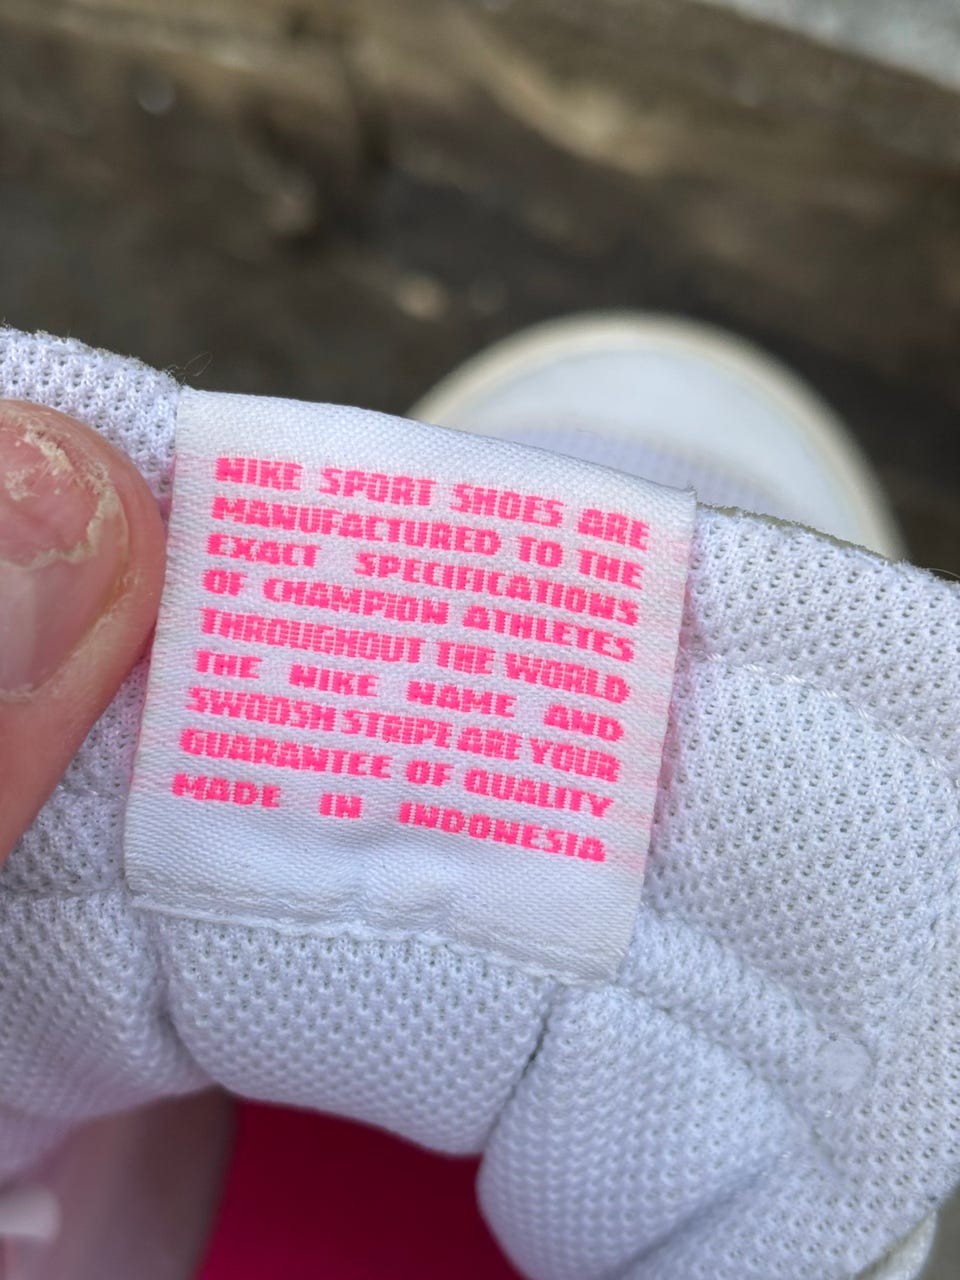 NIKE SPORT SHOES ARE
MANUFACTURED TO THE
EXACT SPECIFICATIONS
OF CHAMPION ATHLETES
THROUGHOUT THE WORLD
THE NIKE NAME AND
SWOOSH STRIPE ARE YOUR
GUARANTEE OF QUALITY
MADE IN INDONESIA